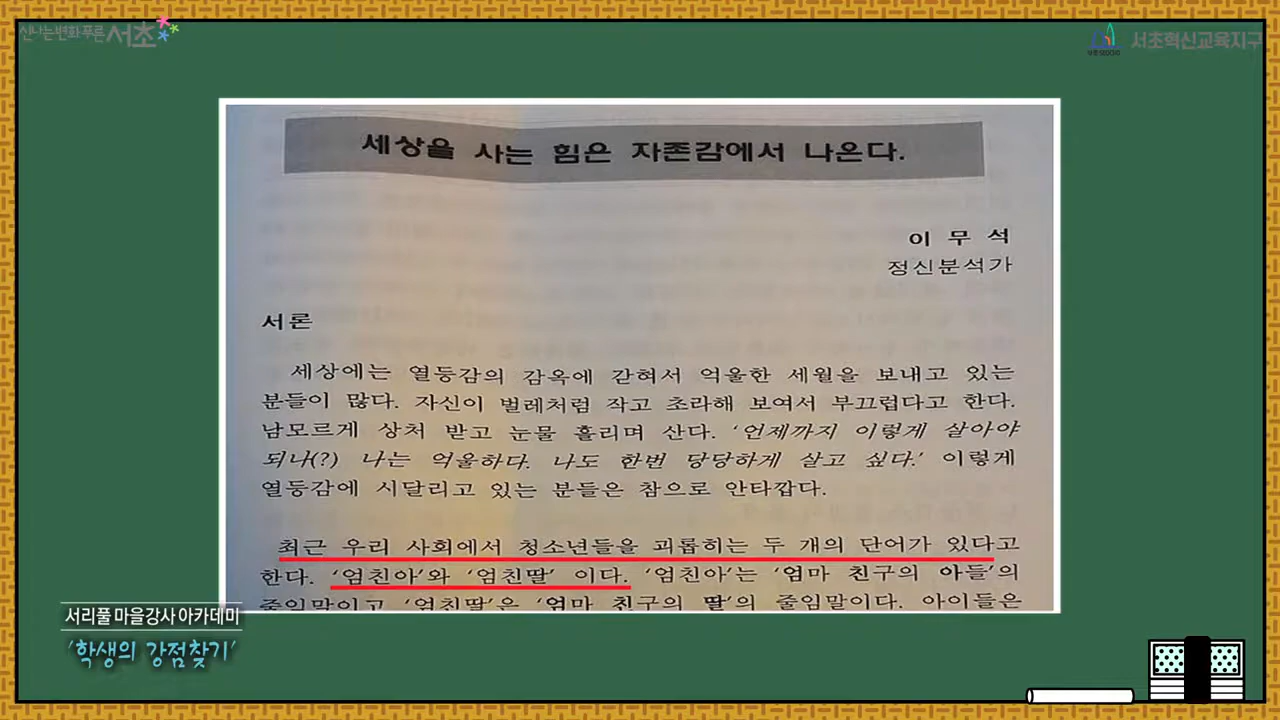 신나는 변화 푸른 서초
서초혁신교육지구
세상을 사는 힘은 자존감에서 나온다.
이 무 석
정신분석가
서론
세상에는 열등감의 감옥에 갇혀서 억울한 세월을 보내고 있는
분들이 많다. 자신이 벌레처럼 작고 초라해 보여서 부끄럽다고 한다.
남모르게 상처 받고 눈물 흘리며 산다. ‘언제까지 이렇게 살아야
되나(?) 나는 억울하다. 나도 한번 당당하게 살고 싶다.’ 이렇게
열등감에 시달리고 있는 분들은 참으로 안타깝다.
최근 우리 사회에서 청소년들을 괴롭히는 두 개의 단어가 있다고
한다. ‘엄친아’와 ‘엄친딸’ 이다. ‘엄친아’는 ‘엄마 친구의 아들’의
줄임말이고 ‘엄친딸’은 ‘엄마 친구의 딸’의 줄임말이다. 아이들은
서리풀 마을강사 아카데미
'학생의 강점찾기'